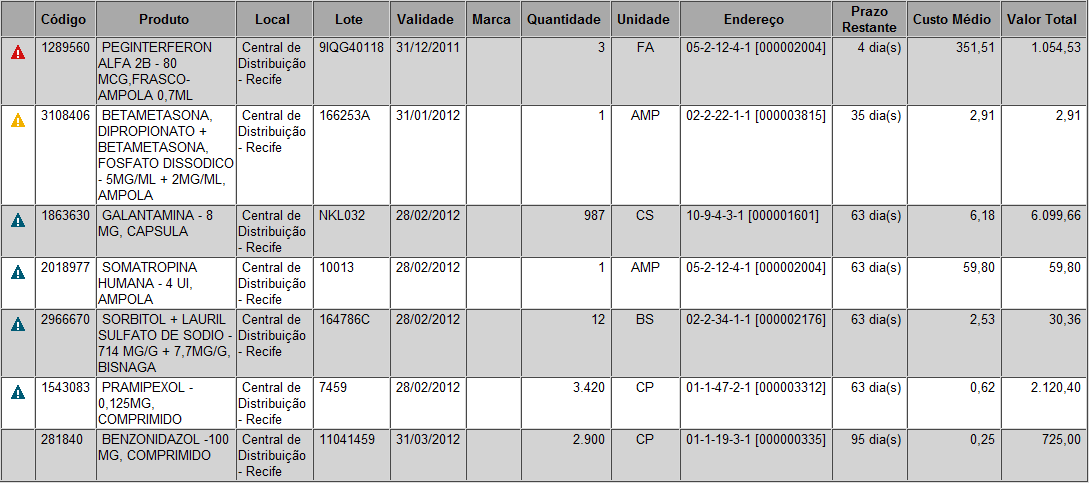 Código Produto Local Lote Validade Marca Quantidade Unidade Endereço Prazo Restante Custo Médio Valor Total
1289560 PEGINTERFERON ALFA 2B - 80 MCG,FRASCO-AMPOLA 0,7ML Central de Distribuição - Recife 9IQG40118 31/12/2011 3 FA 05-2-12-4-1 [000002004] 4 dia(s) 351,51 1.054,53
3108406 BETAMETASONA, DIPROPIONATO + BETAMETASONA, FOSFATO DISSODICO - 5MG/ML + 2MG/ML, AMPOLA Central de Distribuição - Recife 166253A 31/01/2012 1 AMP 02-2-22-1-1 [000003815] 35 dia(s) 2,91 2,91
1863630 GALANTAMINA - 8 MG, CAPSULA Central de Distribuição - Recife NKL032 28/02/2012 987 CS 10-9-4-3-1 [000001601] 63 dia(s) 6,18 6.099,66
2018977 SOMATROPINA HUMANA - 4 UI, AMPOLA Central de Distribuição - Recife 10013 28/02/2012 1 AMP 05-2-12-4-1 [000002004] 63 dia(s) 59,80 59,80
2966670 SORBITOL + LAURIL SULFATO DE SODIO - 714 MG/G + 7,7MG/G, BISNAGA Central de Distribuição - Recife 164786C 28/02/2012 12 BS 02-2-34-1-1 [000002176] 63 dia(s) 2,53 30,36
1543083 PRAMIPEXOL - 0,125MG, COMPRIMIDO Central de Distribuição - Recife 7459 28/02/2012 3.420 CP 01-1-47-2-1 [000003312] 63 dia(s) 0,62 2.120,40
281840 BENZONIDAZOL -100 MG, COMPRIMIDO Central de Distribuição - Recife 11041459 31/03/2012 2.900 CP 01-1-19-3-1 [000000335] 95 dia(s) 0,25 725,00